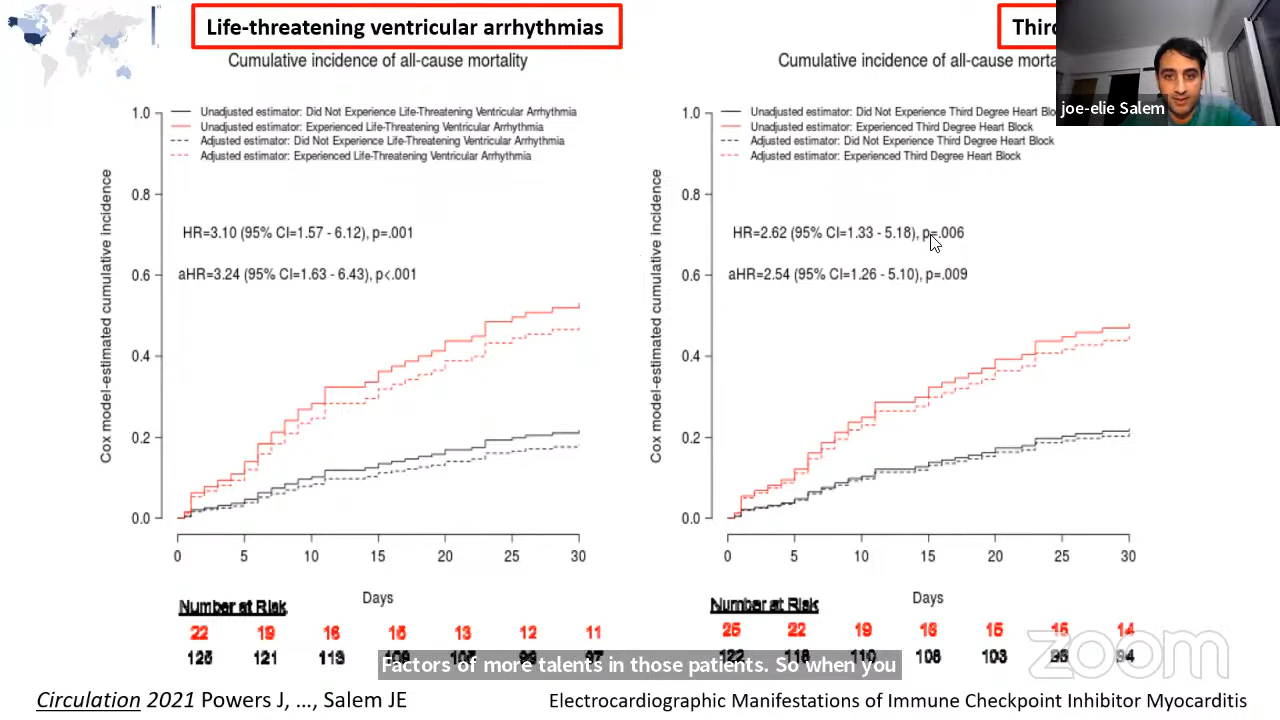 Life-threatening ventricular arrhythmias
Cumulative incidence of all-cause mortality
Unadjusted estimator: Did Not Experience Life-Threatening Ventricular Arrhythmia
Unadjusted estimator: Experienced Life-Threatening Ventricular Arrhythmia
Adjusted estimator: Did Not Experience Life-Threatening Ventricular Arrhythmia
Adjusted estimator: Experienced Life-Threatening Ventricular Arrhythmia
Cox model-estimated cumulative incidence
1.0
0.8
0.6
0.4
0.2
0.0
HR=3.10 (95% CI=1.57 - 6.12), p=.001
aHR=3.24 (95% CI=1.63 - 6.43), p<.001
0 5 10 15 20 25 30
Days
Number at Risk
22 19 16 15 13 12 11
125 121 113
Cumulative incidence of all-cause
Unadjusted estimator: Did Not Experience Third Degree Heart
Unadjusted estimator: Experienced Third Degree Heart Block
Adjusted estimator: Did Not Experience Third Degree Heart Block
Adjusted estimator: Experienced Third Degree Heart Block
Cox model-estimated cumulative incidence
1.0
0.8
0.6
0.4
0.2
0.0
HR=2.62 (95% CI=1.33 - 5.18), p=.006
aHR=2.54 (95% CI=1.26 - 5.10), p=.009
0 5 10 15 20 25 30
Days
Number at Risk
25 22 19 16 15 15 14
108 103 94
joe-elie Salem
zoom
Factors of more talents in those patients. So when you
Circulation 2021 Powers J, …, Salem JE
Electrocardiographic Manifestations of Immune Checkpoint Inhibitor Myocarditis